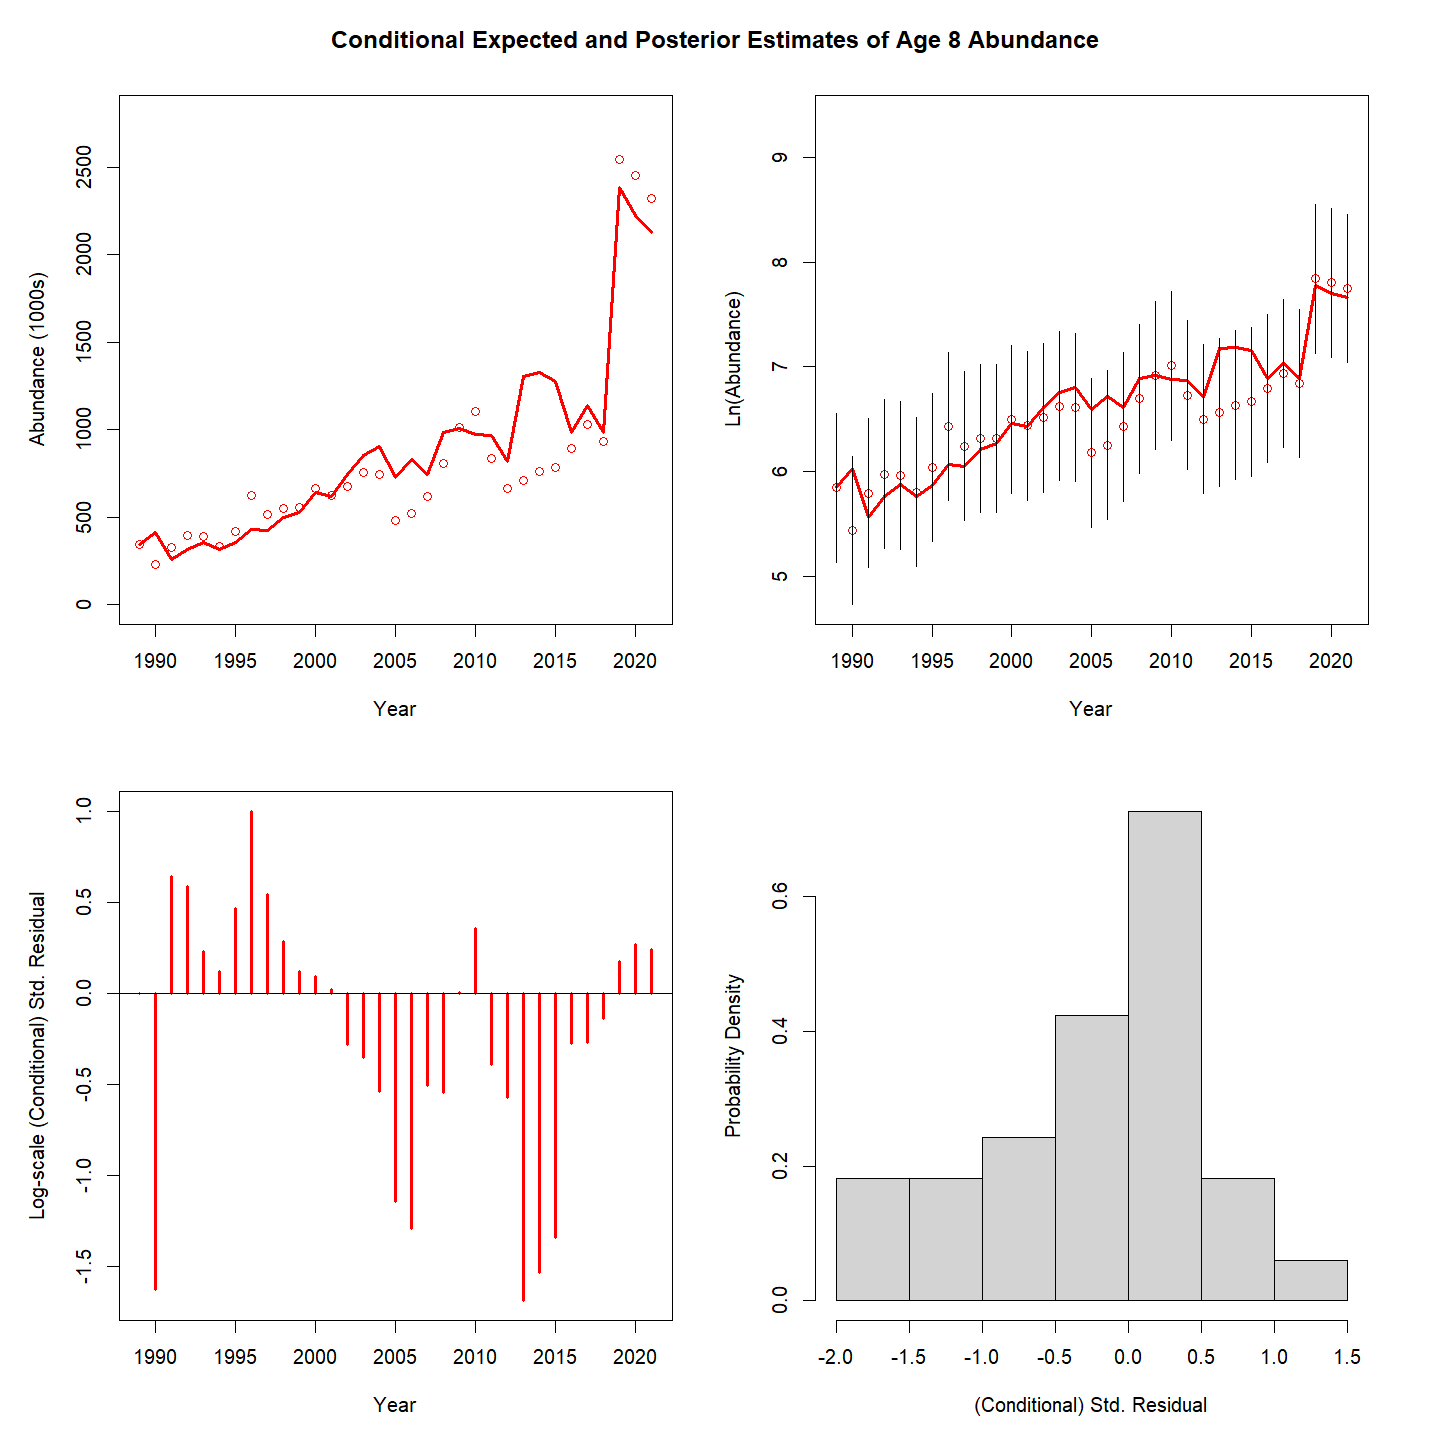 Conditional Expected and Posterior Estimates of Age 8 Abundance
Abundance (1000s)
2500
2000
1500
1000
500
0
1990 1995 2000 2005 2010 2015 2020
Year
Ln(Abundance)
9
8
7
6
5
1990 1995 2000 2005 2010 2015 2020
Year
Log-scale (Conditional) Std. Residual
1.0
0.5
0.0
-0.5
-1.0
-1.5
1990 1995 2000 2005 2010 2015 2020
Year
Probability Density
0.6
0.4
0.2
0.0
-2.0 -1.5 -1.0 -0.5 0.0 0.5 1.0 1.5
(Conditional) Std. Residual